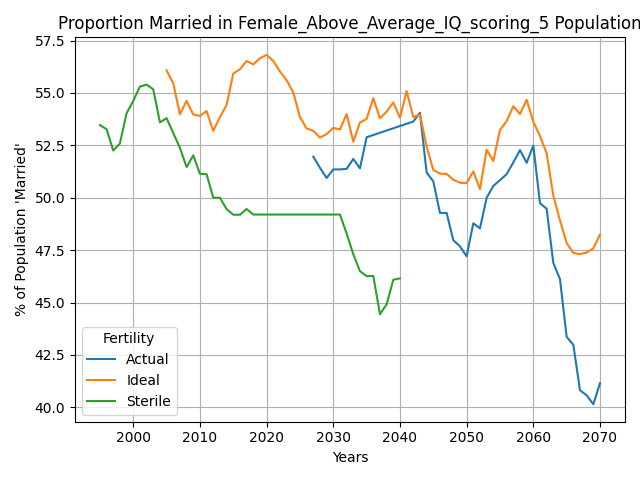 Proportion Married in Female_Above_Average_IQ_scoring_5 Population
% of Population 'Married'
57.5
55.0
52.5
50.0
47.5
45.0
42.5
40.0
Fertility
Actual
Ideal
Sterile
2000 2010 2020 2030 2040 2050 2060 2070
Years